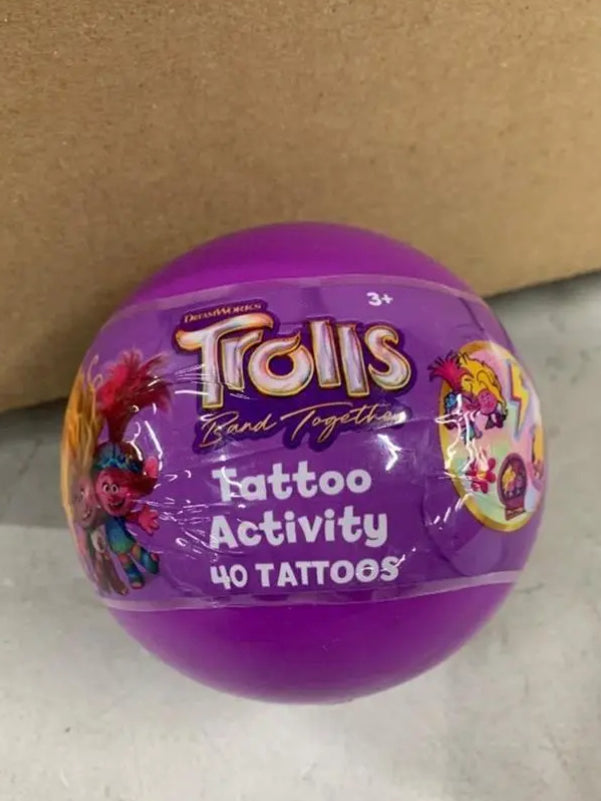 3+
DREAMWORKS
Trolls
Band Together
Tattoo
Activity
40 TATTOOS